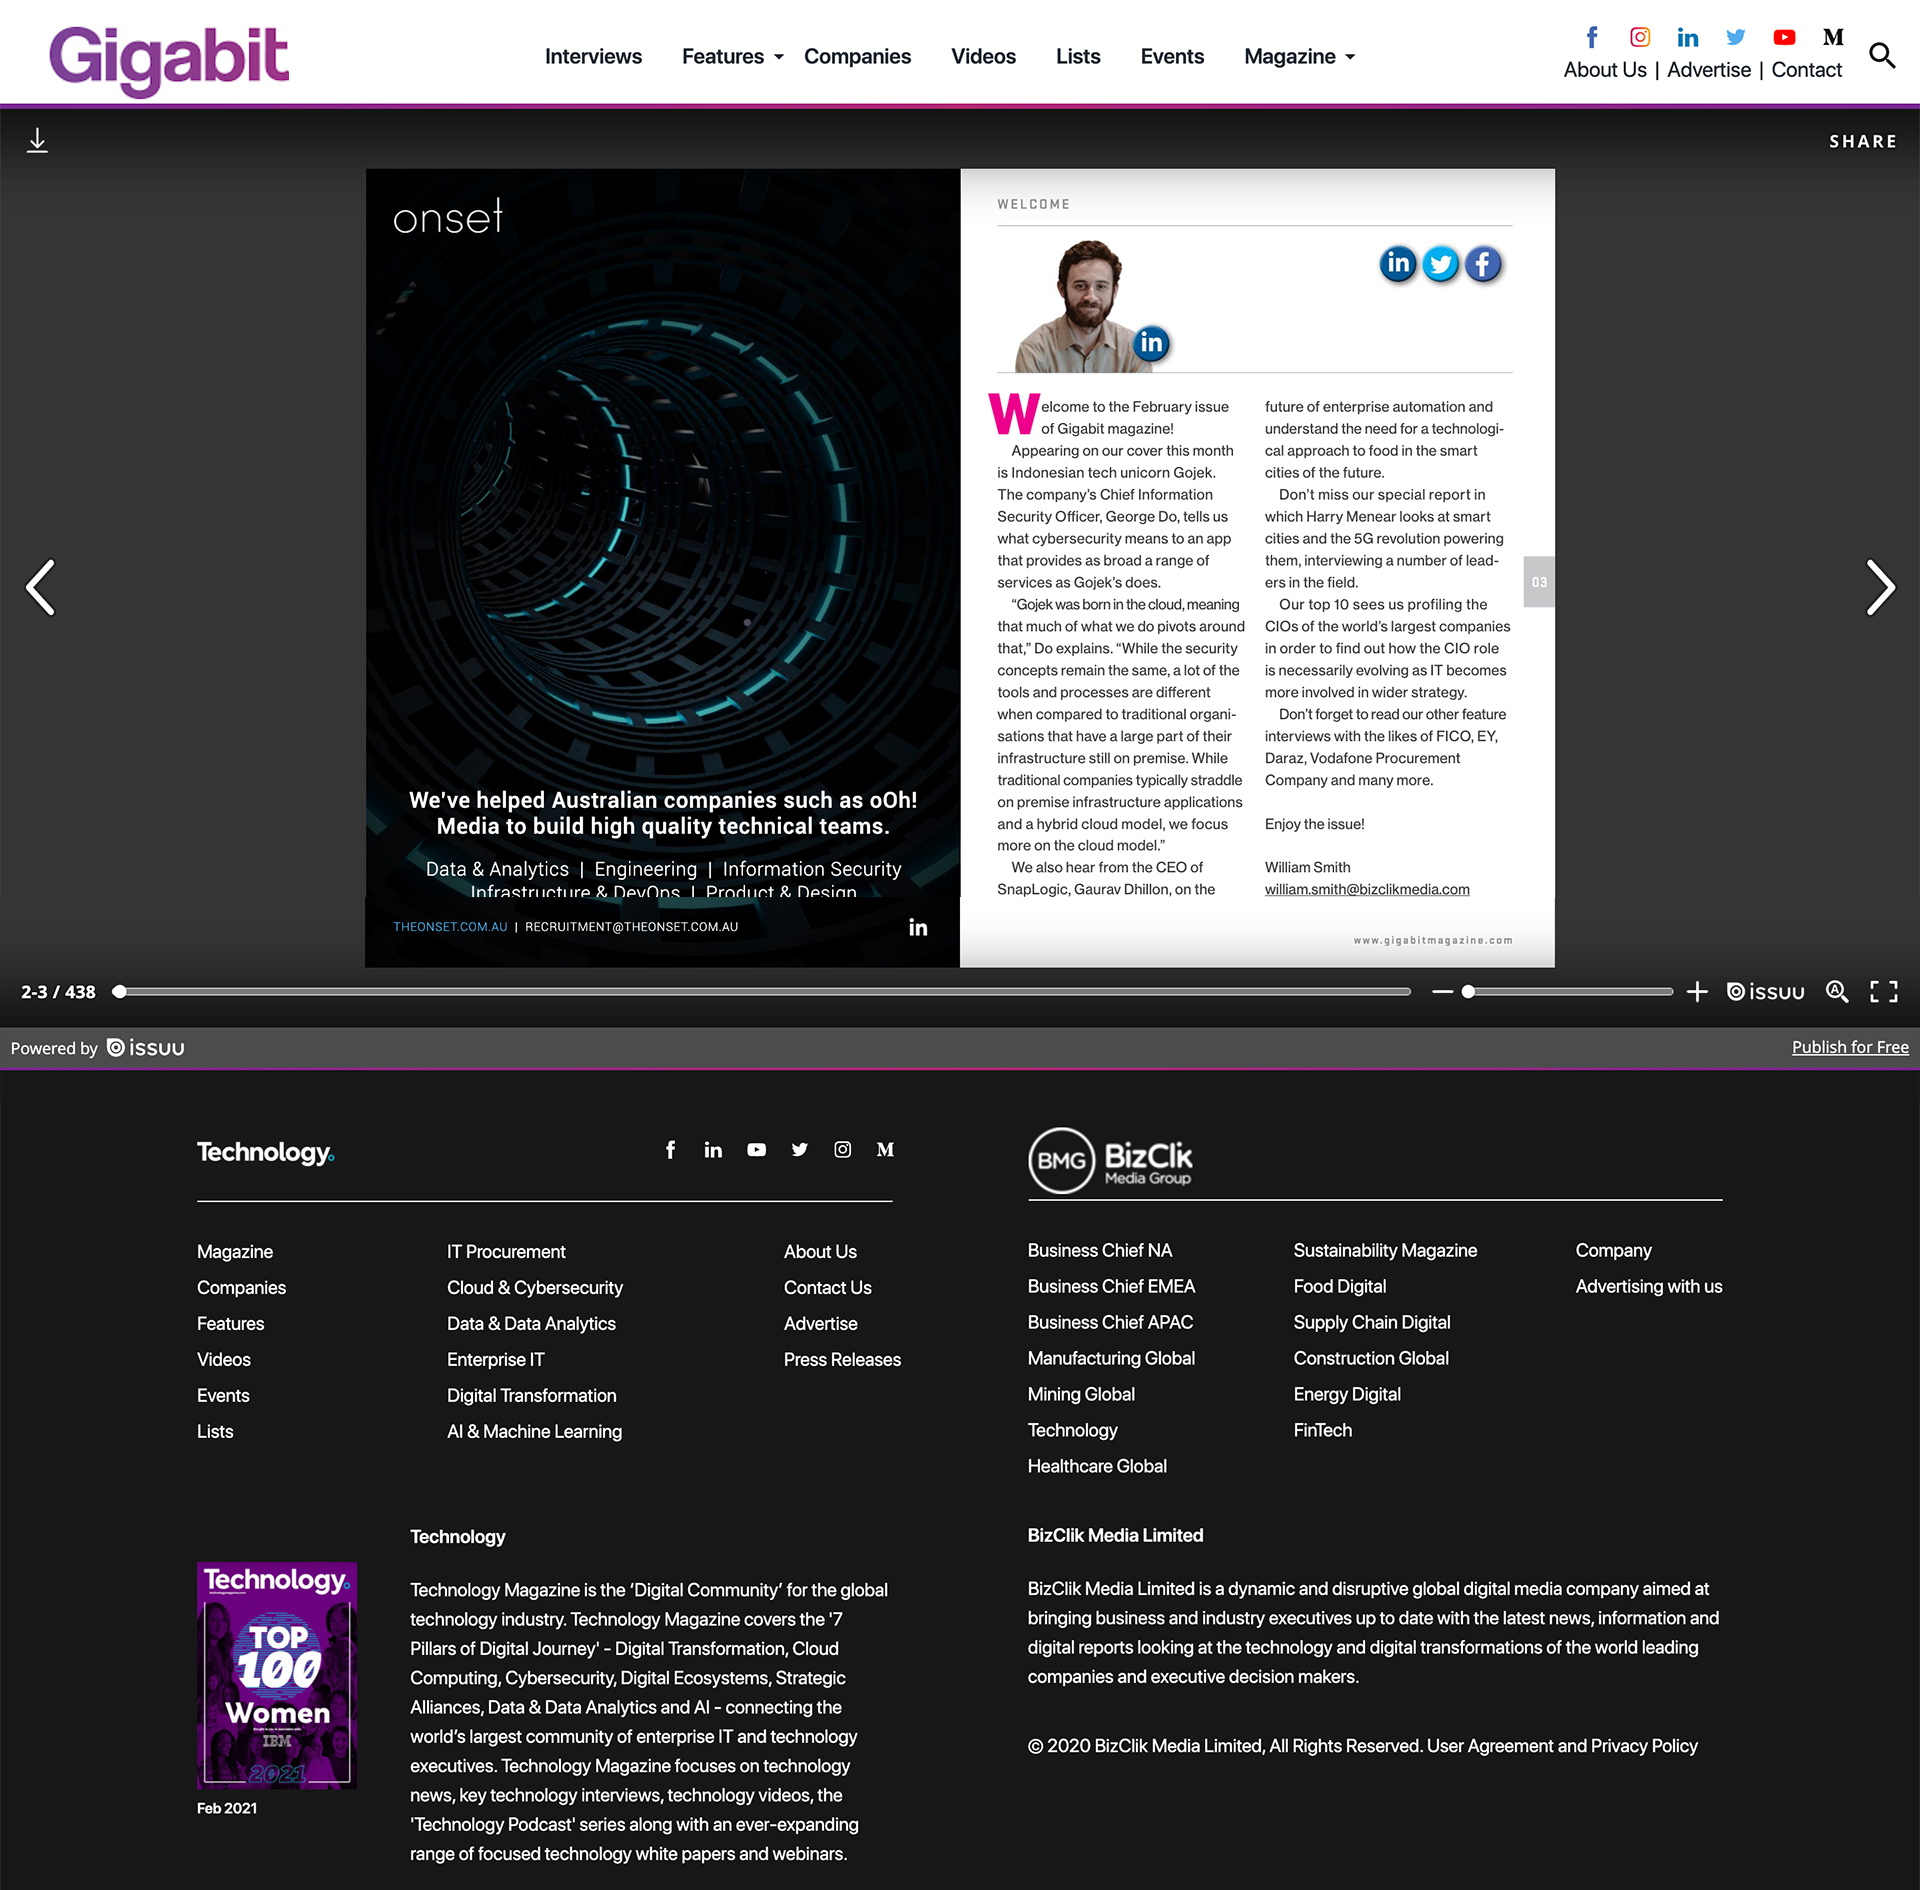 Gigabit
Interviews Features Companies Videos Lists Events Magazine
About Us | Advertise | Contact
SHARE
onset
We've helped Australian companies such as oOh!
Media to build high quality technical teams.
Data & Analytics | Engineering | Information Security
Infrastructure & DevOps | Product & Design
THEONSET.COM.AU | RECRUITMENT@THEONSET.COM.AU
in
WELCOME
in
in
Welcome to the February issue
of Gigabit magazine!
Appearing on our cover this month
is Indonesian tech unicorn Gojek.
The company's Chief Information
Security Officer, George Do, tells us
what cybersecurity means to an app
that provides as broad a range of
services as Gojek's does.
“Gojek was born in the cloud, meaning
that much of what we do pivots around
that,” Do explains. “While the security
concepts remain the same, a lot of the
tools and processes are different
when compared to traditional organi-
sations that have a large part of their
infrastructure still on premise. While
traditional companies typically straddle
on premise infrastructure applications
and a hybrid cloud model, we focus
more on the cloud model.”
We also hear from the CEO of
SnapLogic, Gaurav Dhillon, on the
future of enterprise automation and
understand the need for a technologi-
cal approach to food in the smart
cities of the future.
Don't miss our special report in
which Harry Menear looks at smart
cities and the 5G revolution powering
them, interviewing a number of lead-
ers in the field.
Our top 10 sees us profiling the
CIOs of the world's largest companies
in order to find out how the CIO role
is necessarily evolving as IT becomes
more involved in wider strategy.
Don't forget to read our other feature
interviews with the likes of FICO, EY,
Daraz, Vodafone Procurement
Company and many more.
Enjoy the issue!
William Smith
william.smith@bizclikmedia.com
03
www.gigabitmagazine.com
2-3 / 438
issuu
Powered by issuu
Publish for Free
Technology.
Magazine
Companies
Features
Videos
Events
Lists
IT Procurement
Cloud & Cybersecurity
Data & Data Analytics
Enterprise IT
Digital Transformation
AI & Machine Learning
About Us
Contact Us
Advertise
Press Releases
BMG BizClik
Media Group
Business Chief NA
Business Chief EMEA
Business Chief APAC
Manufacturing Global
Mining Global
Technology
Healthcare Global
Sustainability Magazine
Food Digital
Supply Chain Digital
Construction Global
Energy Digital
FinTech
Company
Advertising with us
Technology.
TOP
100
Women
IBM
2021
Feb 2021
Technology
Technology Magazine is the ‘Digital Community’ for the global
technology industry. Technology Magazine covers the '7
Pillars of Digital Journey' - Digital Transformation, Cloud
Computing, Cybersecurity, Digital Ecosystems, Strategic
Alliances, Data & Data Analytics and AI - connecting the
world’s largest community of enterprise IT and technology
executives. Technology Magazine focuses on technology
news, key technology interviews, technology videos, the
'Technology Podcast' series along with an ever-expanding
range of focused technology white papers and webinars.
BizClik Media Limited
BizClik Media Limited is a dynamic and disruptive global digital media company aimed at
bringing business and industry executives up to date with the latest news, information and
digital reports looking at the technology and digital transformations of the world leading
companies and executive decision makers.
© 2020 BizClik Media Limited, All Rights Reserved. User Agreement and Privacy Policy